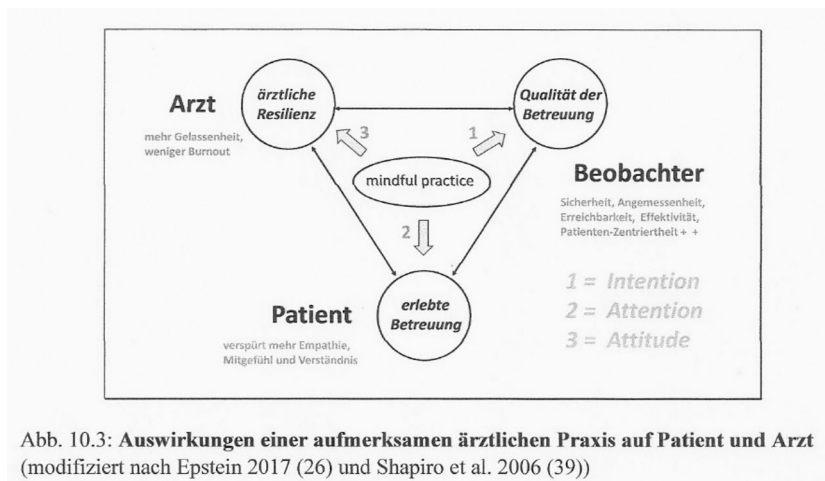 Arzt
mehr Gelassenheit,
weniger Burnout
ärztliche
Resilienz
Qualität der
Betreuung
3
1
mindful practice
2
Beobachter
Sicherheit, Angemessenheit,
Erreichbarkeit, Effektivität,
Patienten-Zentriertheit + +
Patient
verspürt mehr Empathie,
Mitgefühl und Verständnis
erlebte
Betreuung
1 = Intention
2 = Attention
3 = Attitude
Abb. 10.3: Auswirkungen einer aufmerksamen ärztlichen Praxis auf Patient und Arzt
(modifiziert nach Epstein 2017 (26) und Shapiro et al. 2006 (39))